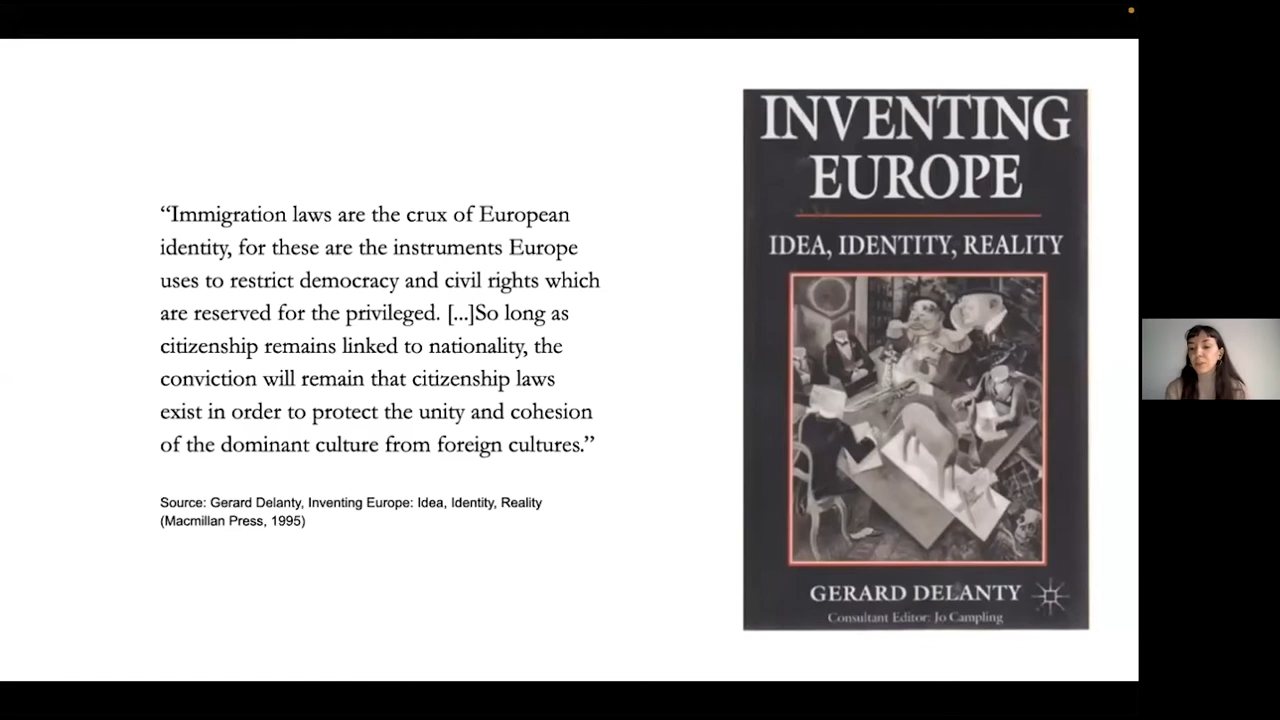 “Immigration laws are the crux of European
identity, for these are the instruments Europe
uses to restrict democracy and civil rights which
are reserved for the privileged. [...]So long as
citizenship remains linked to nationality, the
conviction will remain that citizenship laws
exist in order to protect the unity and cohesion
of the dominant culture from foreign cultures.”
Source: Gerard Delanty, Inventing Europe: Idea, Identity, Reality
(Macmillan Press, 1995)
INVENTING
EUROPE
IDEA, IDENTITY, REALITY
GERARD DELANTY
Consultant Editor: Jo Campling